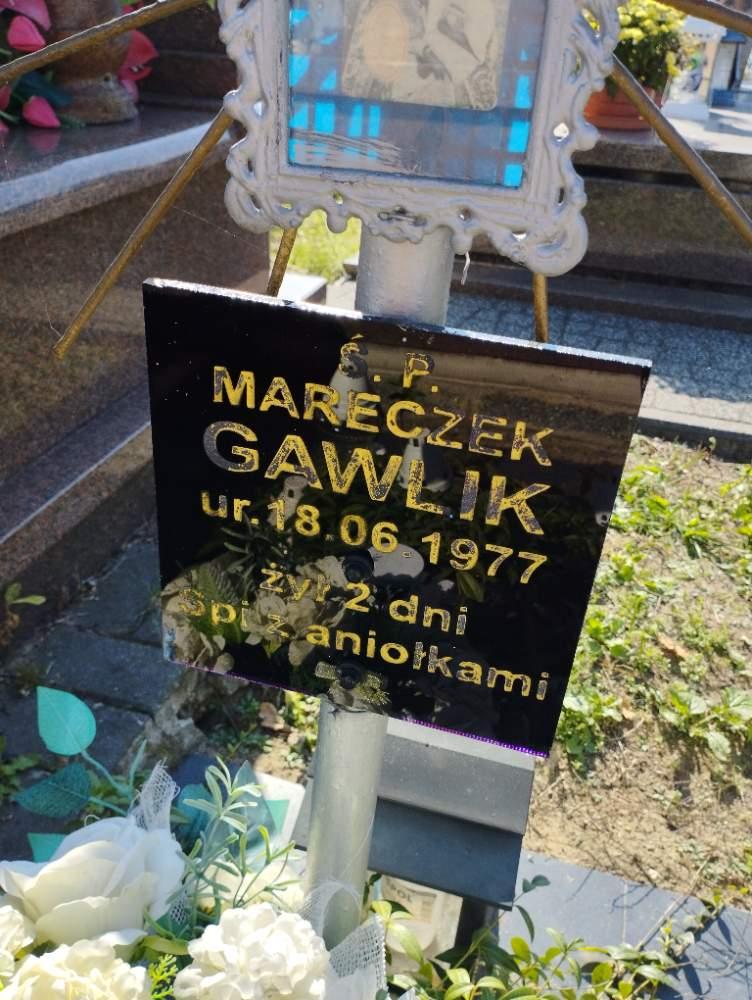 Ś. P.
MARECZEK
GAWLIK
ur. 18.06.1977
żył 2 dni
Śpi z aniołkami